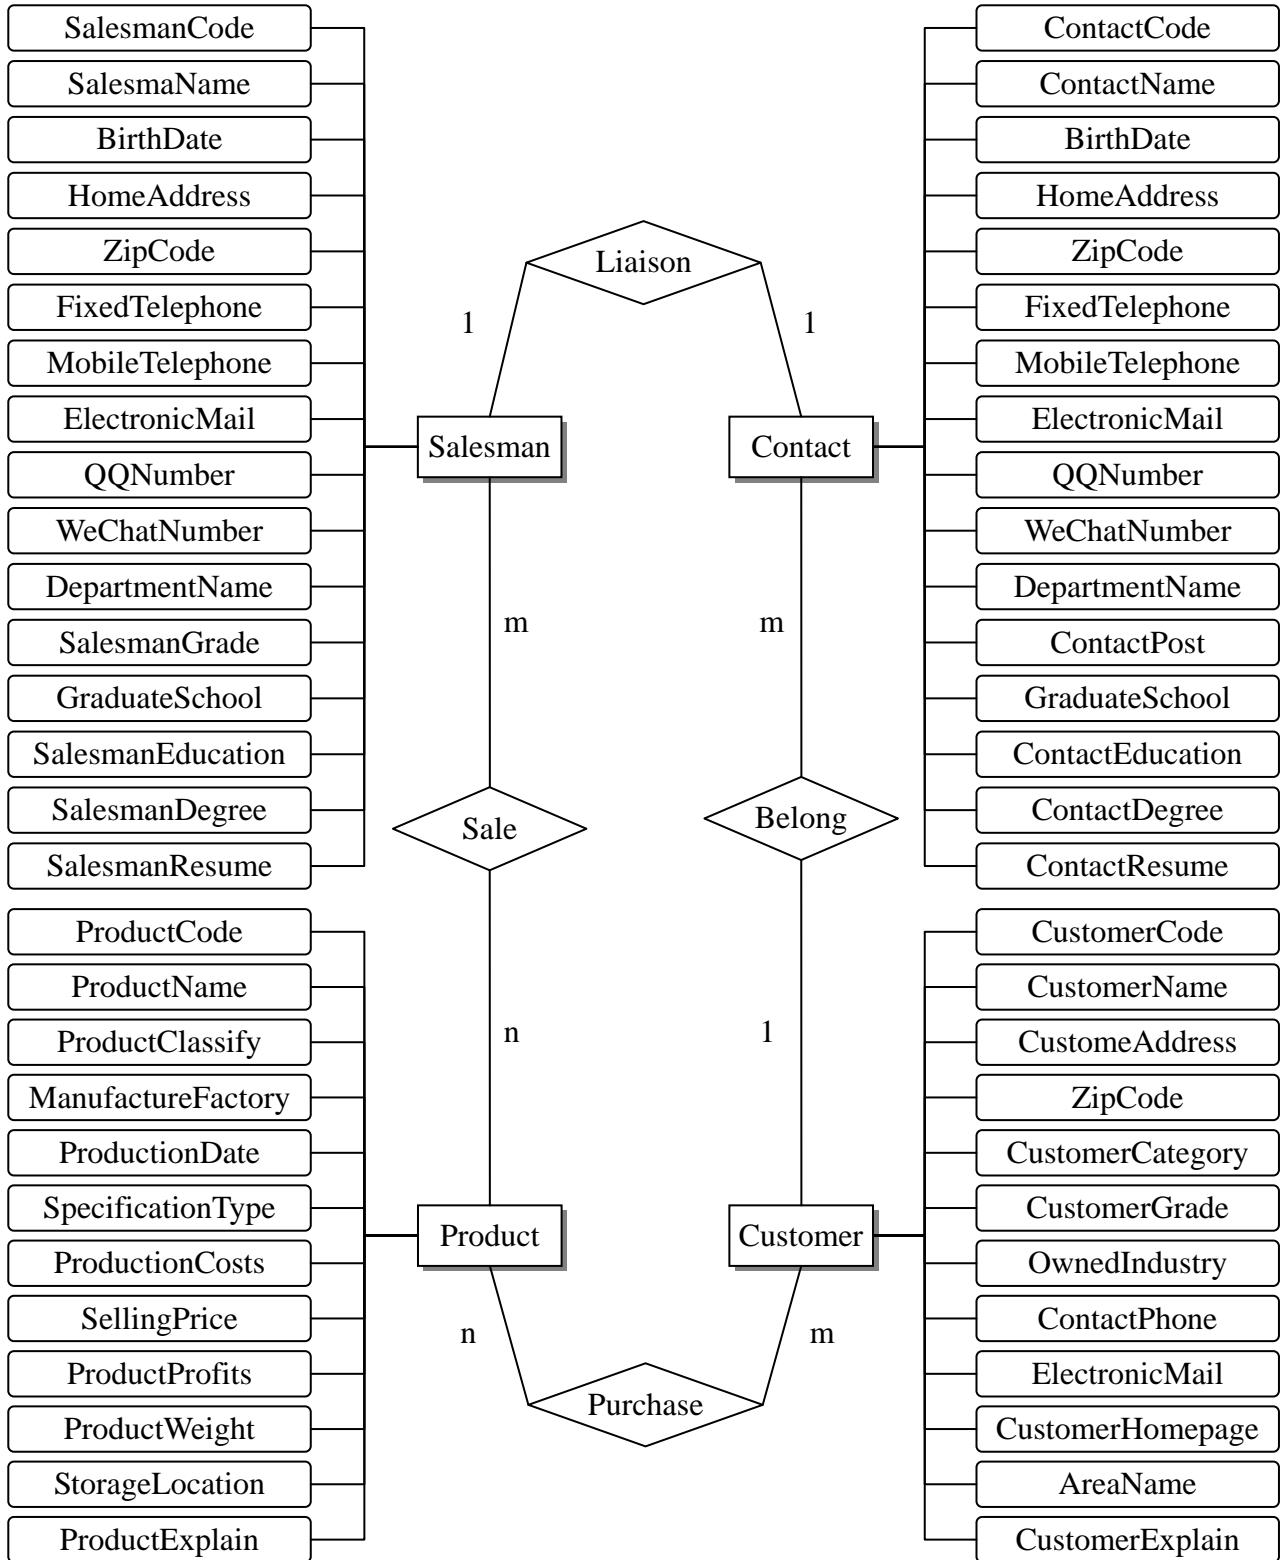 SalesmanCode
SalesmaName
BirthDate
HomeAddress
ZipCode
FixedTelephone
MobileTelephone
ElectronicMail
QQNumber
WeChatNumber
DepartmentName
SalesmanGrade
GraduateSchool
SalesmanEducation
SalesmanDegree
SalesmanResume
ContactCode
ContactName
BirthDate
HomeAddress
ZipCode
FixedTelephone
MobileTelephone
ElectronicMail
QQNumber
WeChatNumber
DepartmentName
ContactPost
GraduateSchool
ContactEducation
ContactDegree
ContactResume
Liaison
1
1
Salesman
Contact
m
m
Sale
Belong
n
1
Product
Customer
n
m
Purchase
ProductCode
ProductName
ProductClassify
ManufactureFactory
ProductionDate
SpecificationType
ProductionCosts
SellingPrice
ProductProfits
ProductWeight
StorageLocation
ProductExplain
CustomerCode
CustomerName
CustomeAddress
ZipCode
CustomerCategory
CustomerGrade
OwnedIndustry
ContactPhone
ElectronicMail
CustomerHomepage
AreaName
CustomerExplain